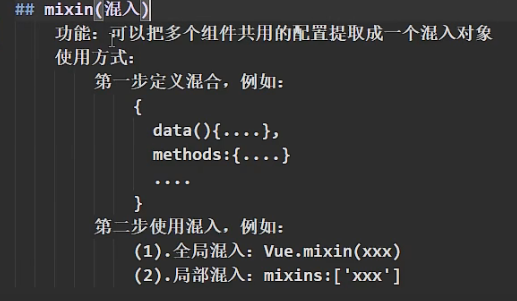 ## mixin(混入)
功能：可以把多个组件共用的配置提取成一个混入对象
使用方式：
第一步定义混合，例如：
{
data(){....},
methods:{....}
....
}
第二步使用混入，例如：
(1).全局混入：Vue.mixin(xxx)
(2).局部混入：mixins:['xxx']